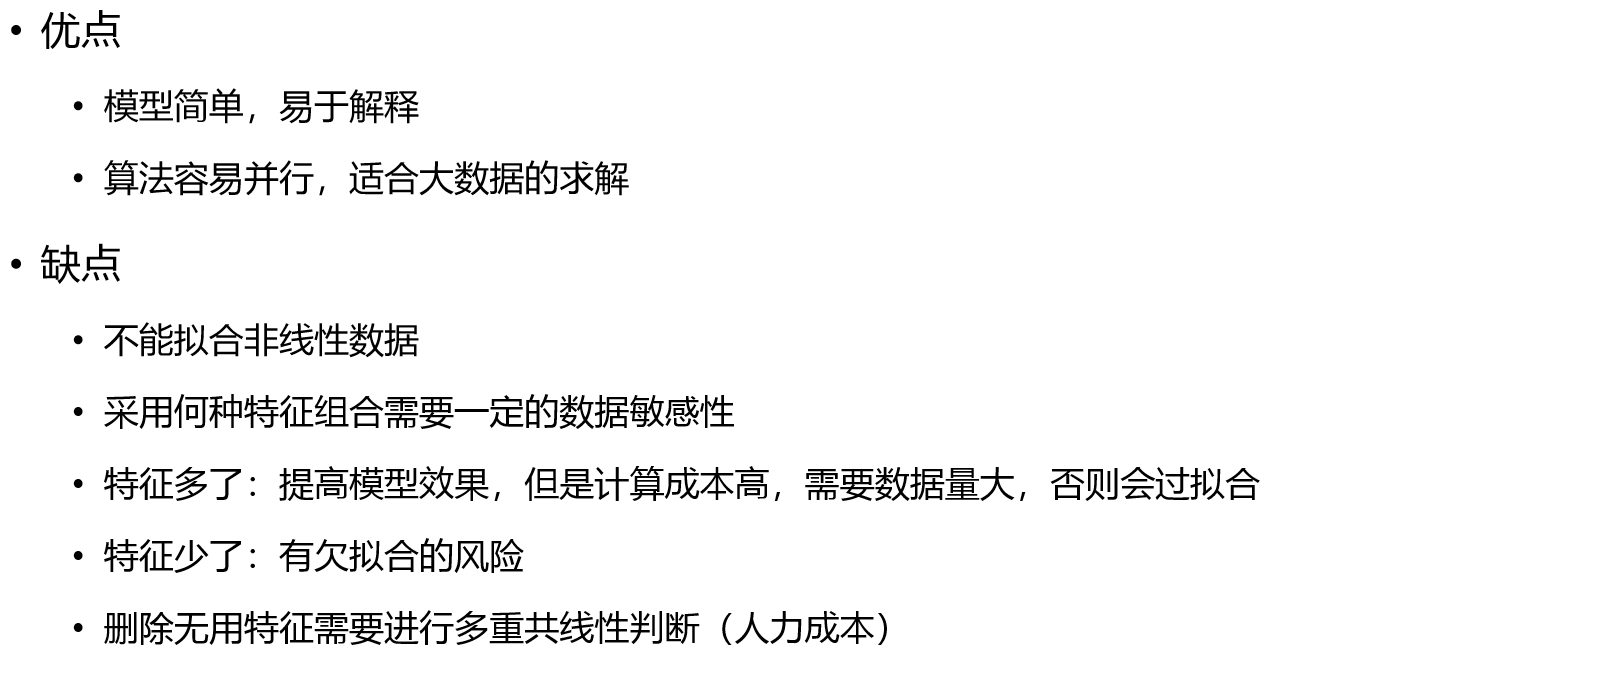 • 优点
• 模型简单，易于解释
• 算法容易并行，适合大数据的求解
• 缺点
• 不能拟合非线性数据
• 采用何种特征组合需要一定的数据敏感性
• 特征多了：提高模型效果，但是计算成本高，需要数据量大，否则会过拟合
• 特征少了：有欠拟合的风险
• 删除无用特征需要进行多重共线性判断（人力成本）